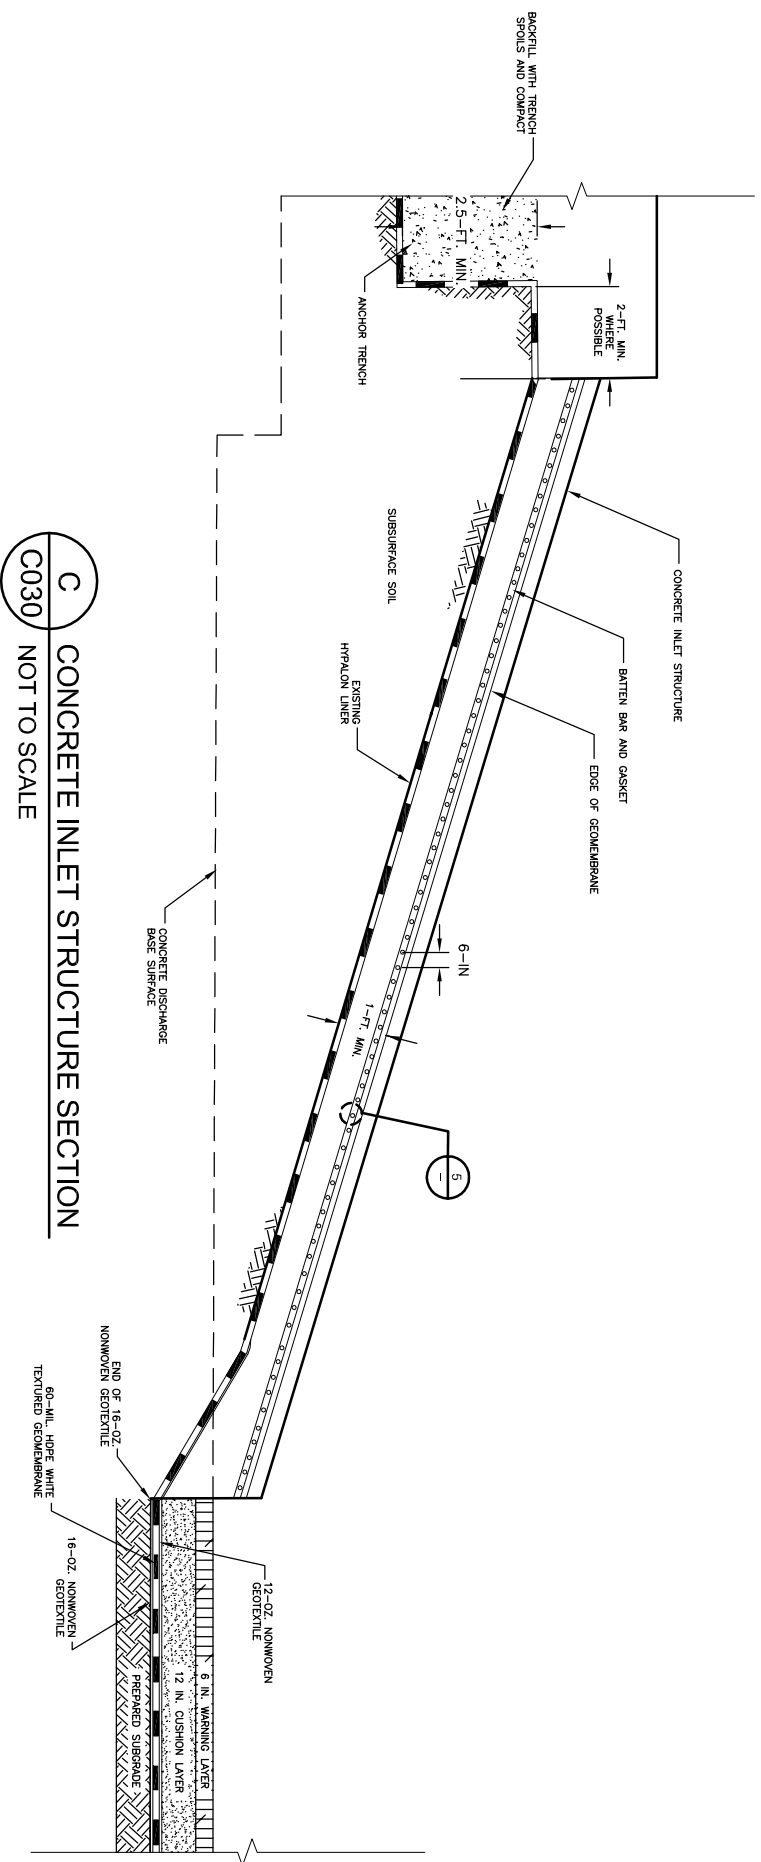 BACKFILL WITH TRENCH
SPOILS AND COMPACT
2.5-FT. MIN.
ANCHOR TRENCH
2-FT. MIN.
WHERE
POSSIBLE
CONCRETE INLET STRUCTURE
BATTEN BAR AND GASKET
EDGE OF GEOMEMBRANE
SUBSURFACE SOIL
EXISTING
HYPALON LINER
6-IN
1-FT. MIN.
CONCRETE DISCHARGE
BASE SURFACE
5
-
END OF 16-OZ.
NONWOVEN GEOTEXTILE
60-MIL. HDPE WHITE
TEXTURED GEOMEMBRANE
16-OZ. NONWOVEN
GEOTEXTILE
12-OZ. NONWOVEN
GEOTEXTILE
6 IN. WARNING LAYER
12 IN. CUSHION LAYER
PREPARED SUBGRADE
C
C030
CONCRETE INLET STRUCTURE SECTION
NOT TO SCALE